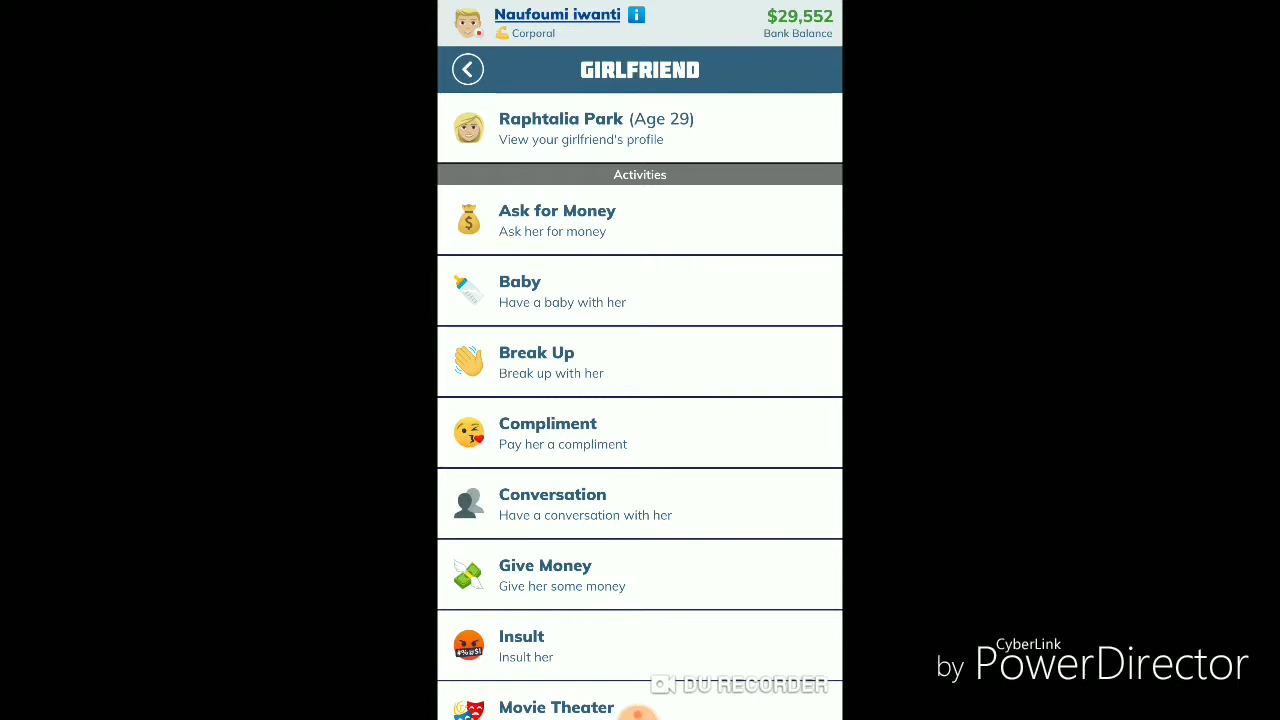 Naufoumi iwanti
$29,552
Corporal
Bank Balance
GIRLFRIEND
Raphtalia Park (Age 29)
View your girlfriend's profile
Activities
Ask for Money
Ask her for money
Baby
Have a baby with her
Break Up
Break up with her
Compliment
Pay her a compliment
Conversation
Have a conversation with her
Give Money
Give her some money
#%@$!
Insult
Insult her
DU RECORDER
Movie Theater
CyberLink
by PowerDirector